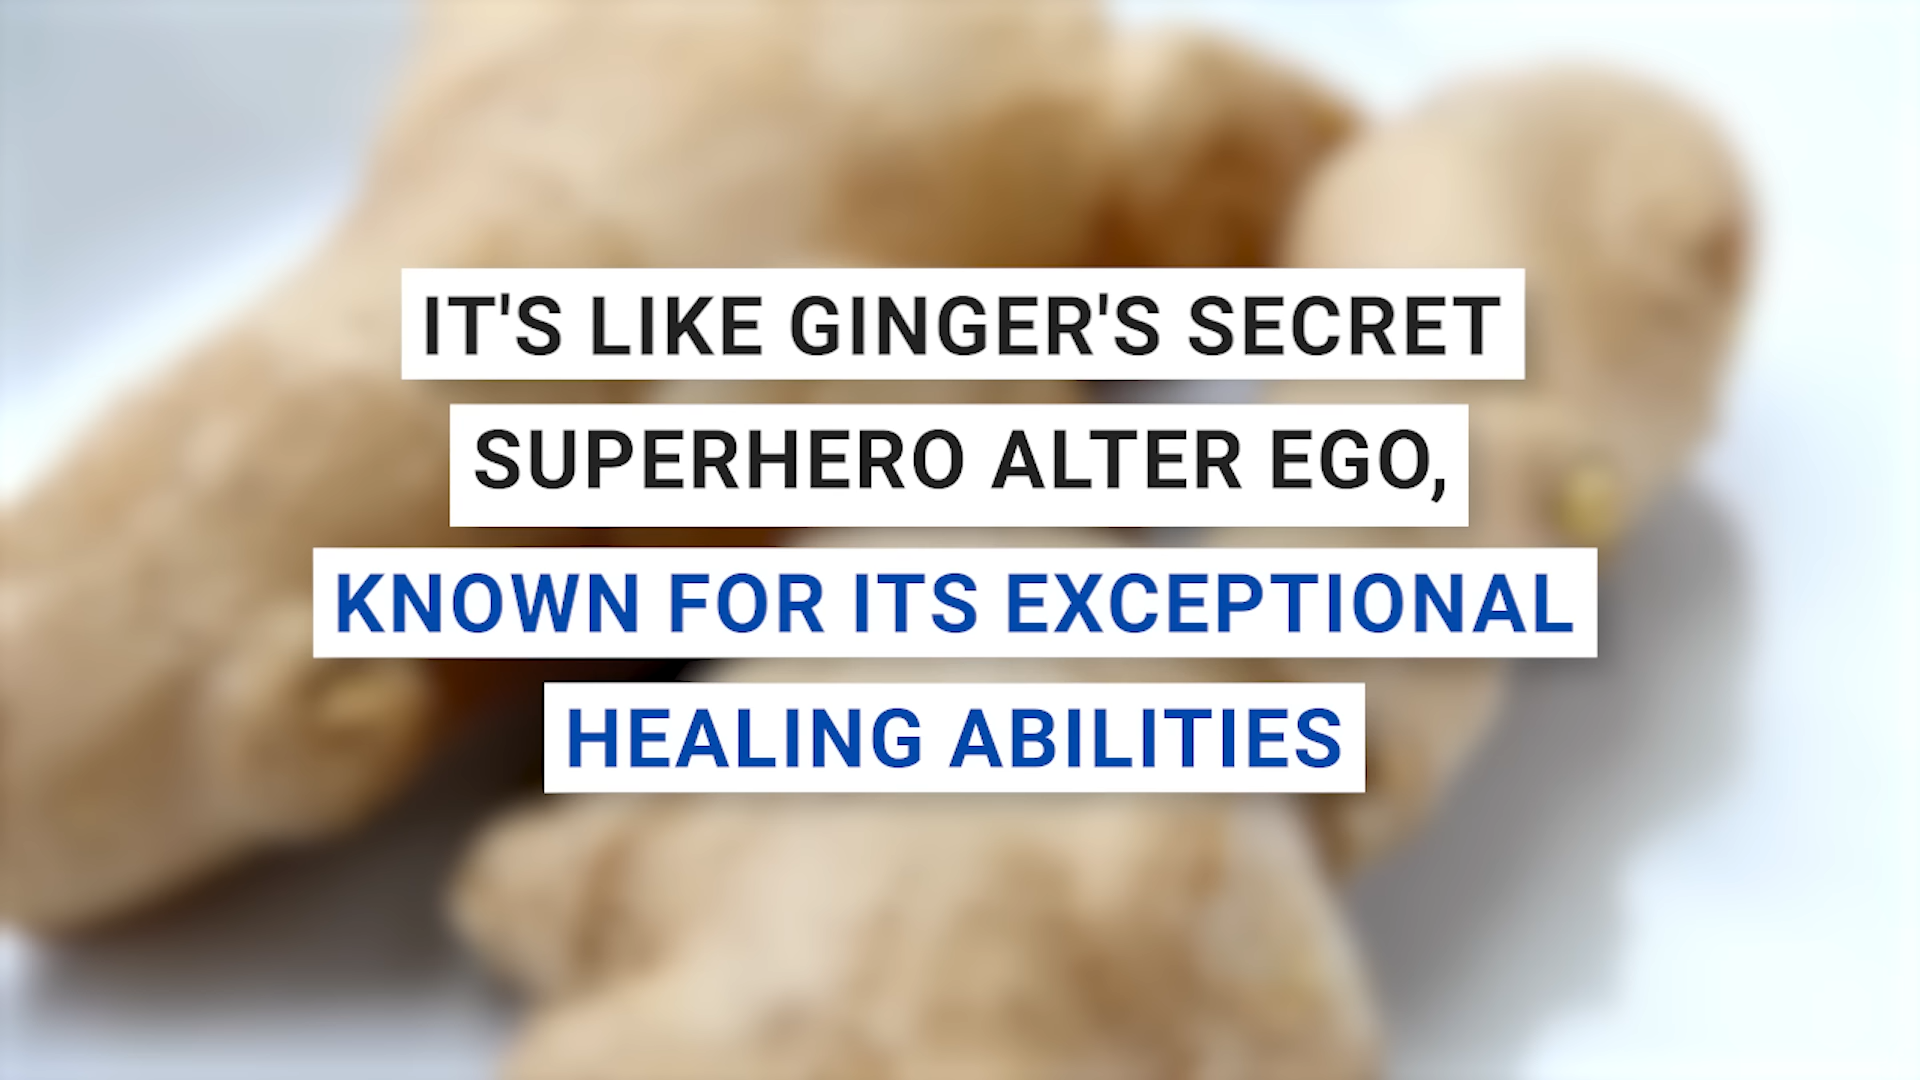 IT'S LIKE GINGER'S SECRET
SUPERHERO ALTER EGO,
KNOWN FOR ITS EXCEPTIONAL
HEALING ABILITIES